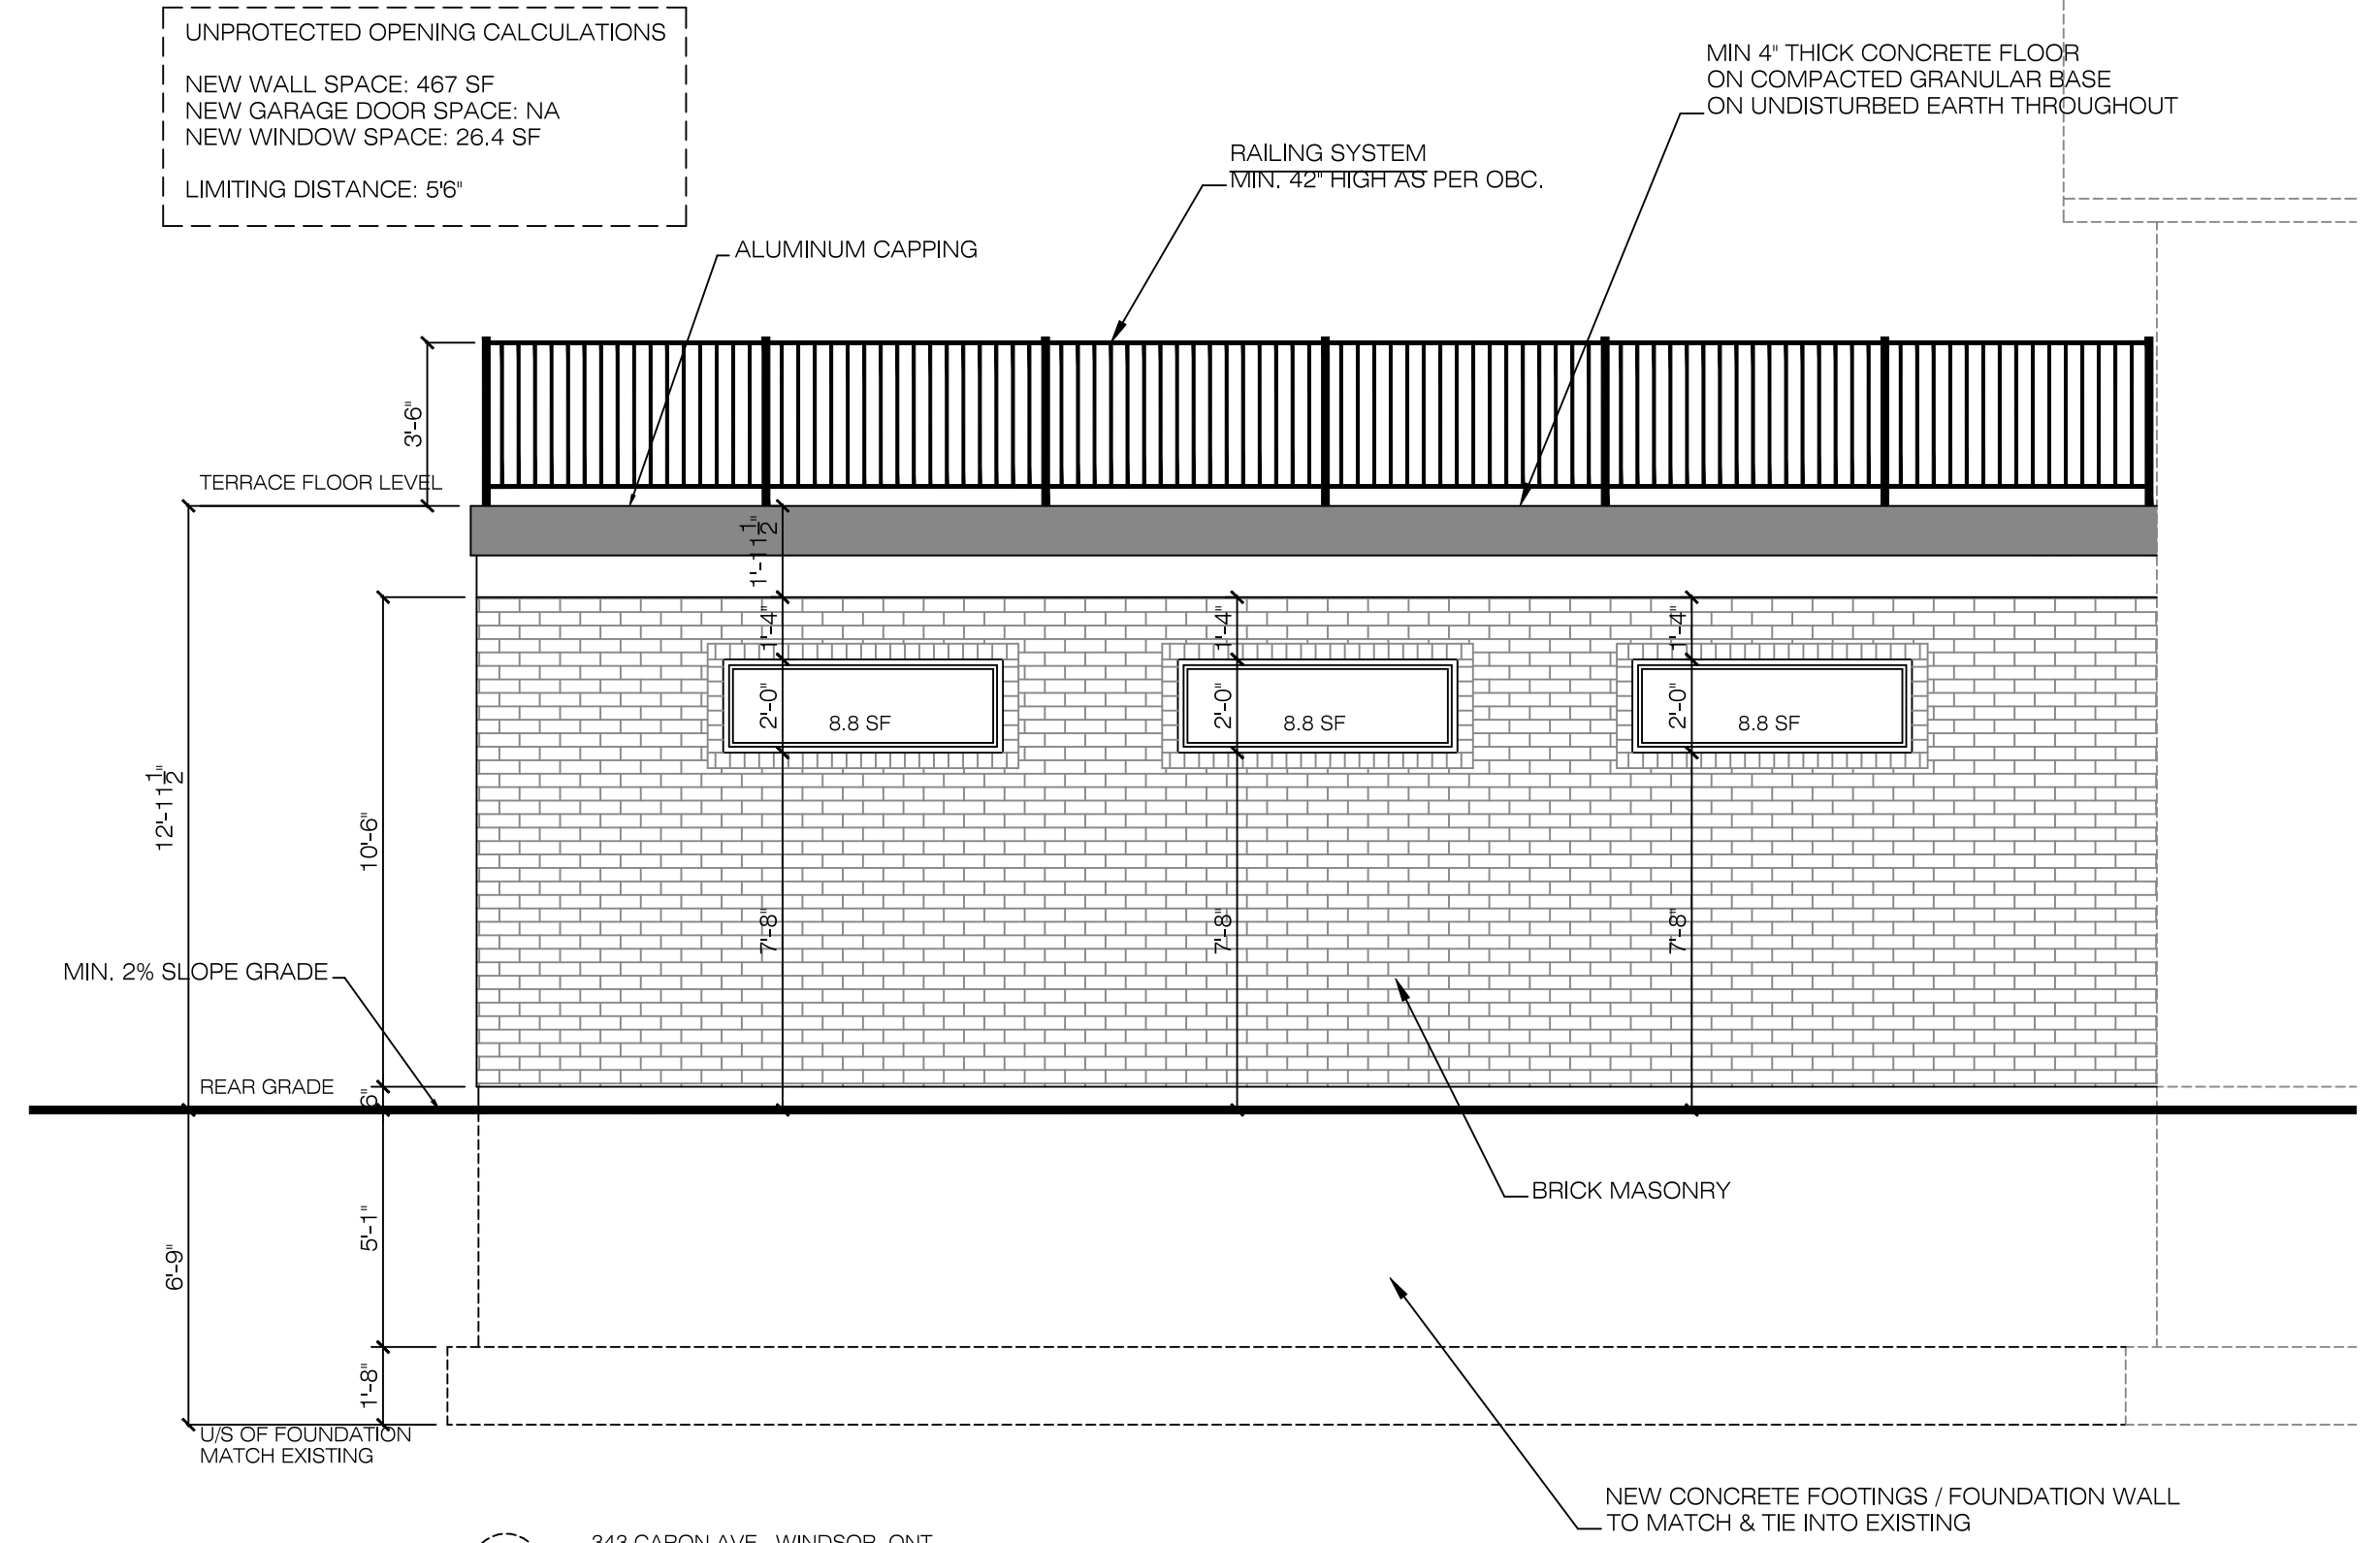 UNPROTECTED OPENING CALCULATIONS
NEW WALL SPACE: 467 SF
NEW GARAGE DOOR SPACE: NA
NEW WINDOW SPACE: 26.4 SF
LIMITING DISTANCE: 5'6"
MIN 4" THICK CONCRETE FLOOR
ON COMPACTED GRANULAR BASE
ON UNDISTURBED EARTH THROUGHOUT
RAILING SYSTEM
MIN. 42" HIGH AS PER OBC.
ALUMINUM CAPPING
3'-6"
TERRACE FLOOR LEVEL
1'-11 1/2"
1'-4"
1'-4"
1'-4"
2'-0"
8.8 SF
2'-0"
8.8 SF
2'-0"
8.8 SF
12'-11 1/2"
10'-6"
7'-8"
7'-8"
7'-8"
MIN. 2% SLOPE GRADE
REAR GRADE
6"
BRICK MASONRY
5'-1"
6'-9"
1'-8"
U/S OF FOUNDATION
MATCH EXISTING
NEW CONCRETE FOOTINGS / FOUNDATION WALL
TO MATCH & TIE INTO EXISTING
343 CARON AVE., WINDSOR, ONT.